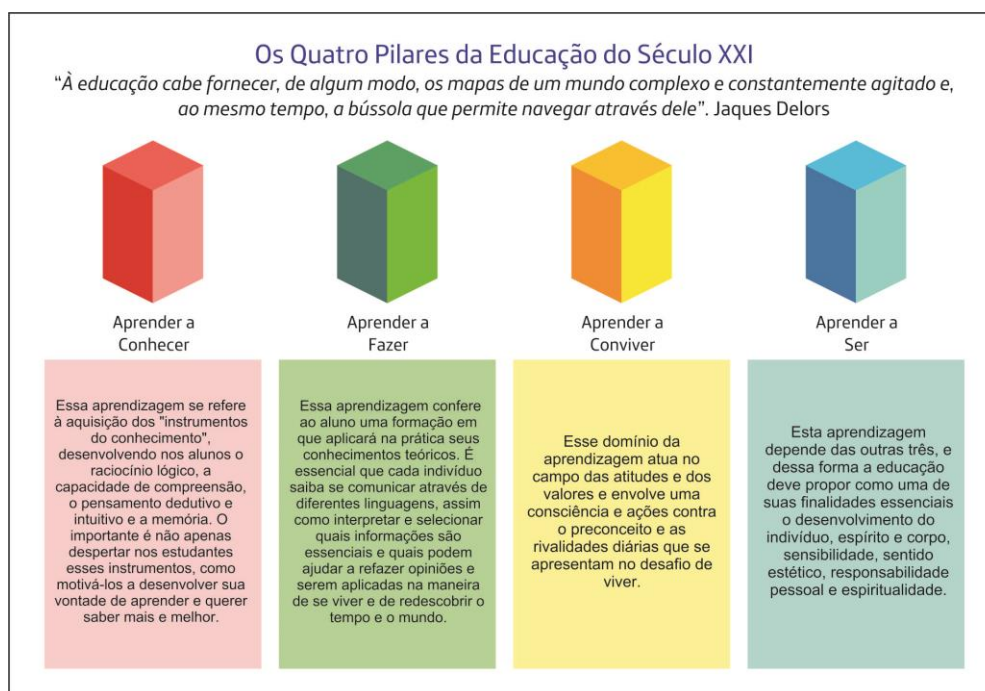 Os Quatro Pilares da Educação do Século XXI
“À educação cabe fornecer, de algum modo, os mapas de um mundo complexo e constantemente agitado e,
ao mesmo tempo, a bússola que permite navegar através dele”. Jaques Delors
Aprender a
Conhecer
Essa aprendizagem se refere
à aquisição dos "instrumentos
do conhecimento",
desenvolvendo nos alunos o
raciocínio lógico, a
capacidade de compreensão,
o pensamento dedutivo e
intuitivo e a memória. O
importante é não apenas
despertar nos estudantes
esses instrumentos, como
motivá-los a desenvolver sua
vontade de aprender e querer
saber mais e melhor.
Aprender a
Fazer
Essa aprendizagem confere
ao aluno uma formação em
que aplicará na prática seus
conhecimentos teóricos. É
essencial que cada indivíduo
saiba se comunicar através de
diferentes linguagens, assim
como interpretar e selecionar
quais informações são
essenciais e quais podem
ajudar a refazer opiniões e
serem aplicadas na maneira
de se viver e de redescobrir o
tempo e o mundo.
Aprender a
Conviver
Esse domínio da
aprendizagem atua no
campo das atitudes e dos
valores e envolve uma
consciência e ações contra
o preconceito e as
rivalidades diárias que se
apresentam no desafio de
viver.
Aprender a
Ser
Esta aprendizagem
depende das outras três, e
dessa forma a educação
deve propor como uma de
suas finalidades essenciais
o desenvolvimento do
indivíduo, espírito e corpo,
sensibilidade, sentido
estético, responsabilidade
pessoal e espiritualidade.